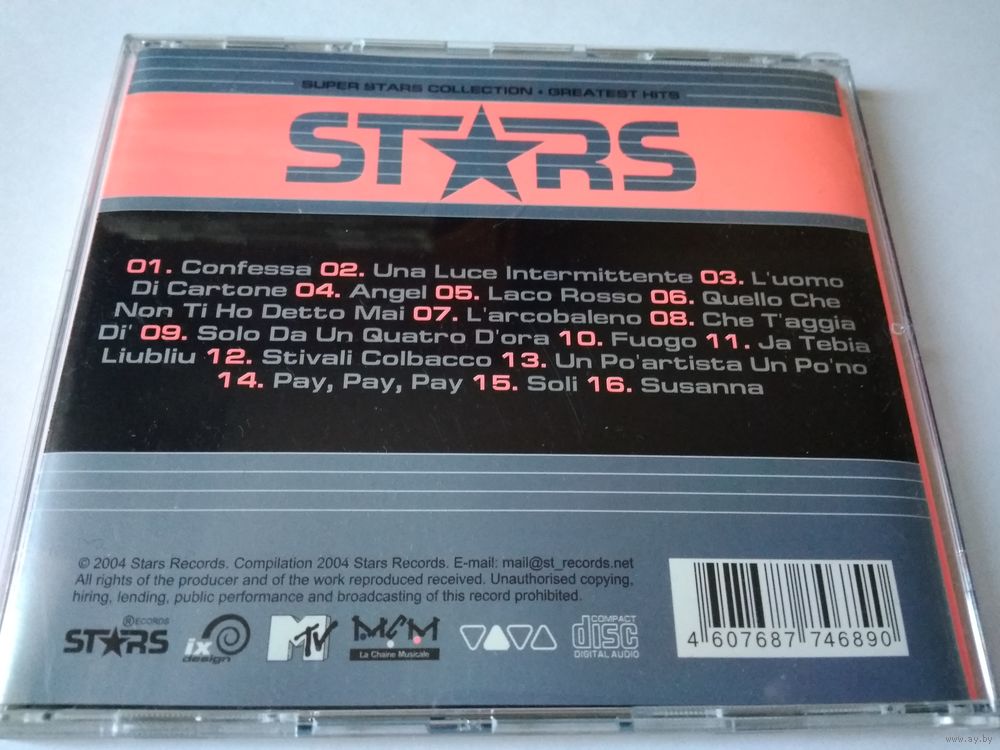 SUPER STARS COLLECTION • GREATEST HITS
STARS
01. Confessa 02. Una Luce Intermittente 03. L'uomo
Di Cartone 04. Angel 05. Laco Rosso 06. Quello Che
Non Ti Ho Detto Mai 07. L'arcobaleno 08. Che T'aggia
Di' 09. Solo Da Un Quatro D'ora 10. Fuogo 11. Ja Tebia
Liubliu 12. Stivali Colbacco 13. Un Po'artista Un Po'no
14. Pay, Pay, Pay 15. Soli 16. Susanna
© 2004 Stars Records. Compilation 2004 Stars Records. E-mail: mail@st_records.net
All rights of the producer and of the work reproduced received. Unauthorised copying,
hiring, lending, public performance and broadcasting of this record prohibited.
®ECORDS
STARS
ix
design
MTV
MCM
La Chaine Musicale
COMPACT
disc
DIGITAL AUDIO
4 607687 746890
www.ay.by